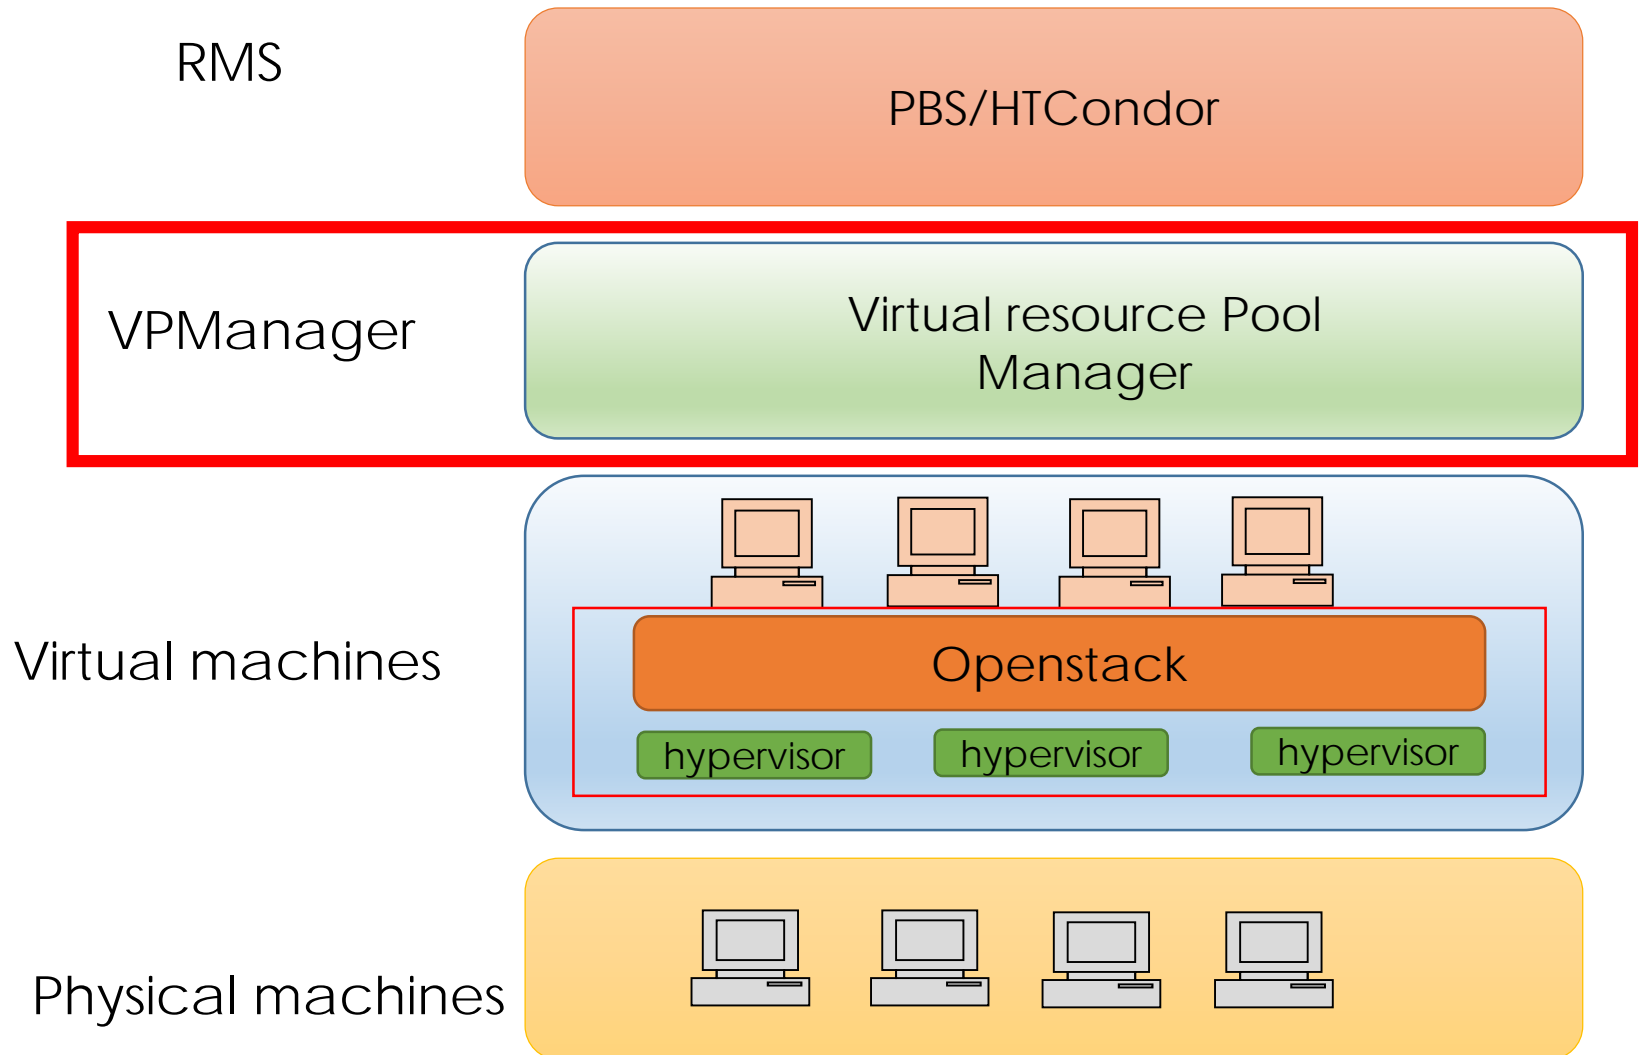 RMS
PBS/HTCondor
VPManager
Virtual resource Pool
Manager
Virtual machines
Openstack
hypervisor
hypervisor
hypervisor
Physical machines